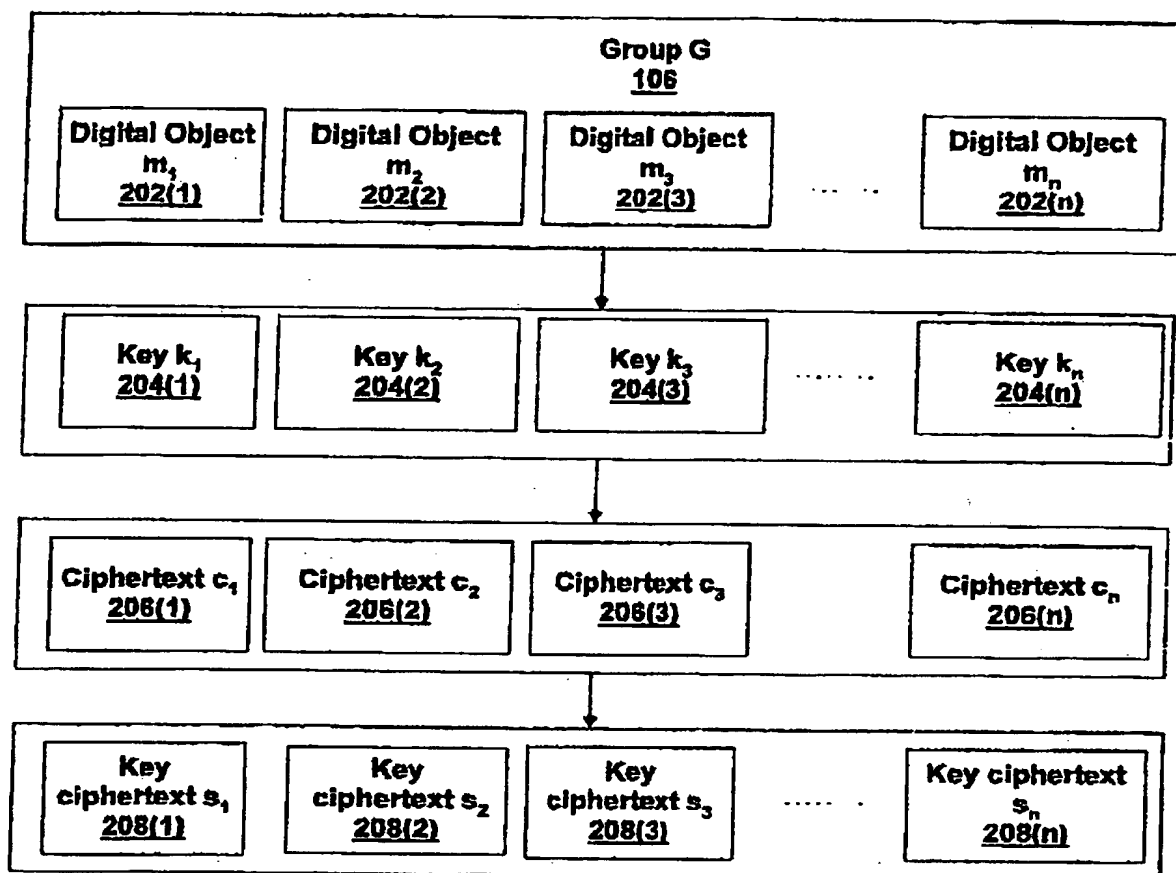 Group G
106
Digital Object Digital Object Digital Object Digital Object
m₁ m₂ m₃ ..... .. mₙ
202(1) 202(2) 202(3) 202(n)
Key k₁ Key k₂ Key k₃ ........ Key kₙ
204(1) 204(2) 204(3) 204(n)
Ciphertext c₁ Ciphertext c₂ Ciphertext c₃ Ciphertext cₙ
206(1) 206(2) 206(3) 206(n)
Key Key Key Key ciphertext
ciphertext s₁ ciphertext s₂ ciphertext s₃ ....... sₙ
208(1) 208(2) 208(3) 208(n)